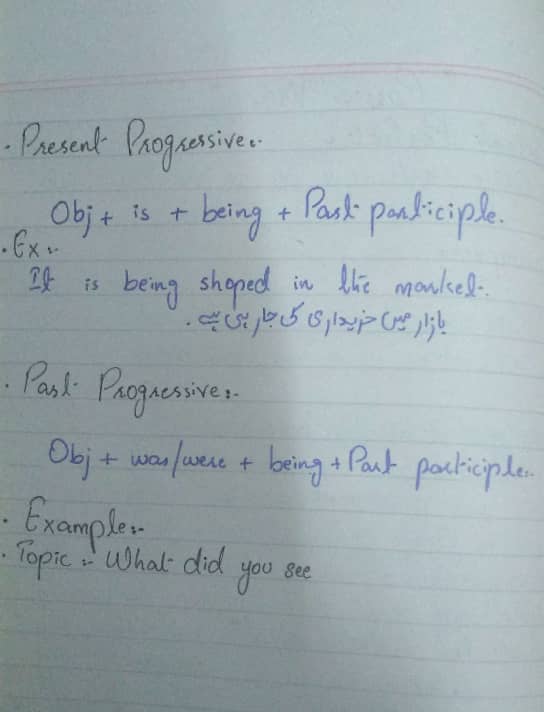 . Present Progressive:-
Obj + is + being + Past participle.
. Ex :-
It is being shoped in the market.
بازار میں خریداری کی جا رہی ہے .
. Past Progressive :-
Obj + was/were + being + Past participle:-
. Example :-
. Topic :- What did you see